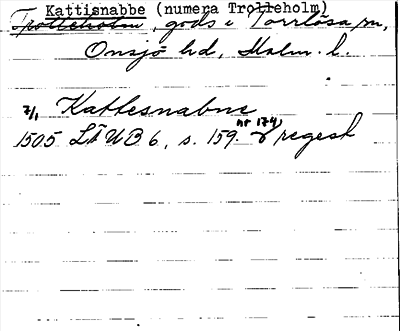 Kattisnabbe (numera Trolleholm)
Trolleholm, gods i Torrlösa sn,
Onsjö hd, Malm. l.
2/1 Kattesnabne
nr 174)
1505 LÄUB 6, s. 159. regest